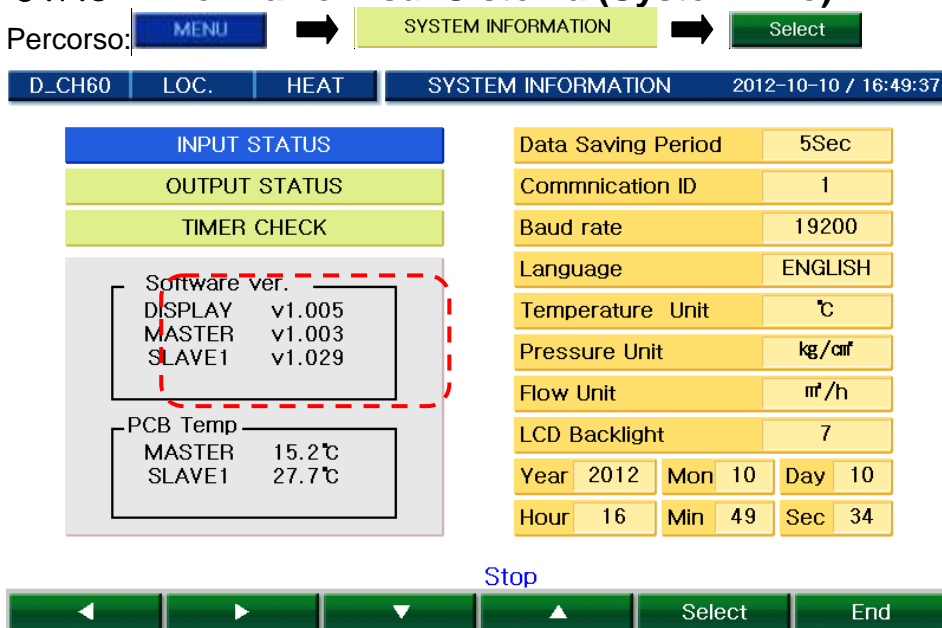 Percorso: MENU SYSTEM INFORMATION Select
D_CH60 LOC. HEAT SYSTEM INFORMATION 2012-10-10 / 16:49:37
INPUT STATUS
OUTPUT STATUS
TIMER CHECK
Software ver.
DISPLAY v1.005
MASTER v1.003
SLAVE1 v1.029
PCB Temp
MASTER 15.2℃
SLAVE1 27.7℃
Data Saving Period 5Sec
Commnication ID 1
Baud rate 19200
Language ENGLISH
Temperature Unit ℃
Pressure Unit kg/㎠
Flow Unit ㎥/h
LCD Backlight 7
Year 2012 Mon 10 Day 10
Hour 16 Min 49 Sec 34
Stop
Select End